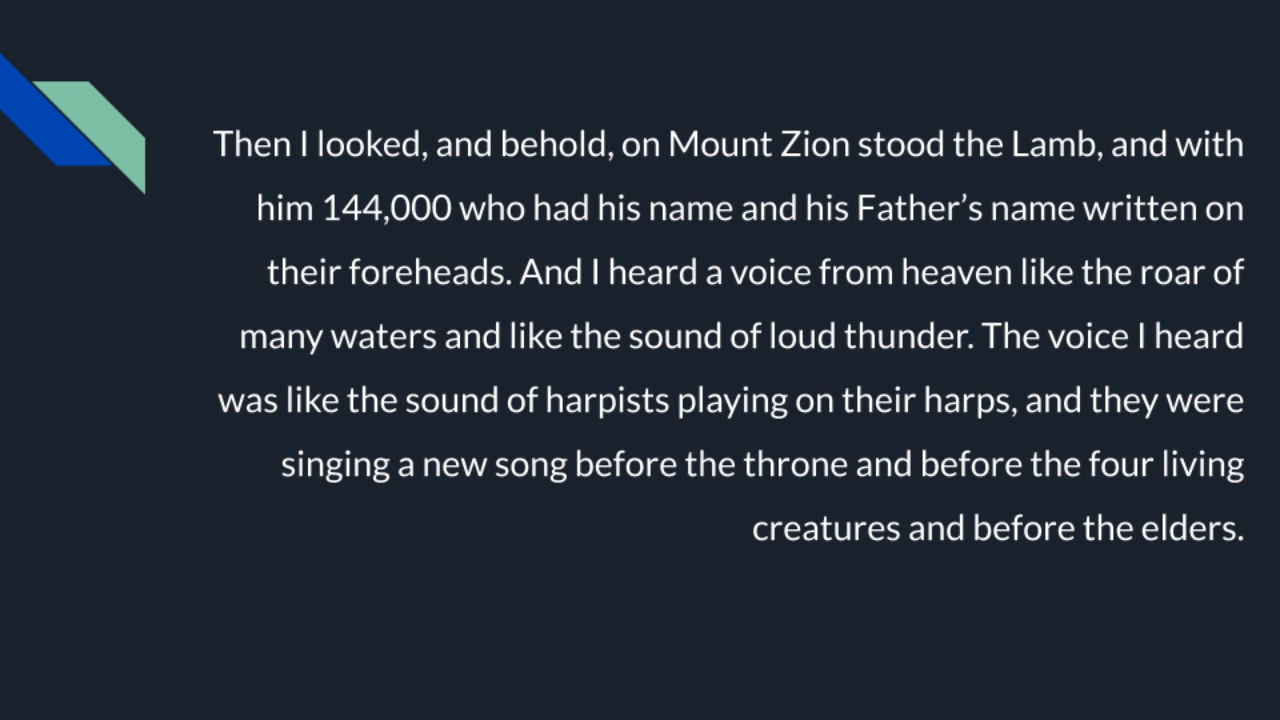 Then I looked, and behold, on Mount Zion stood the Lamb, and with
him 144,000 who had his name and his Father’s name written on
their foreheads. And I heard a voice from heaven like the roar of
many waters and like the sound of loud thunder. The voice I heard
was like the sound of harpists playing on their harps, and they were
singing a new song before the throne and before the four living
creatures and before the elders.